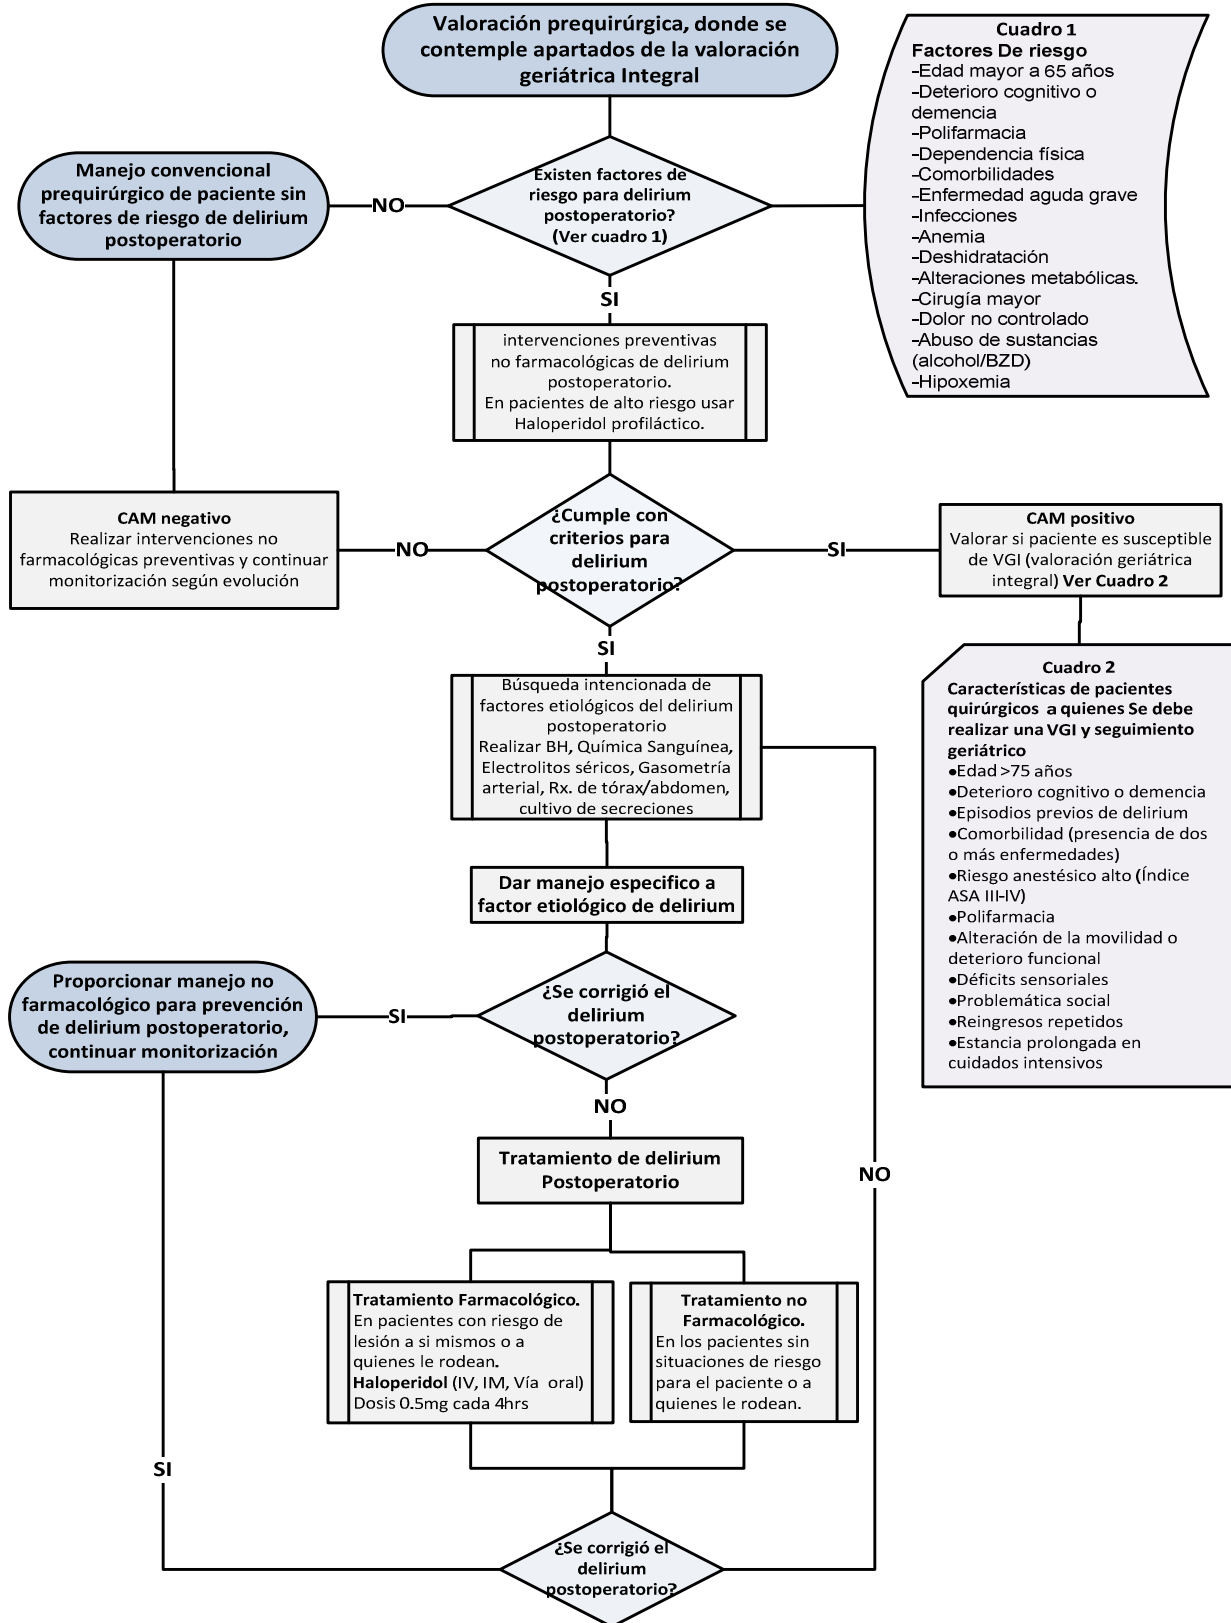 Valoración prequirúrgica, donde se
contemple apartados de la valoración
geriátrica Integral
Cuadro 1
Factores De riesgo
-Edad mayor a 65 años
-Deterioro cognitivo o
demencia
-Polifarmacia
-Dependencia física
-Comorbilidades
-Enfermedad aguda grave
-Infecciones
-Anemia
-Deshidratación
-Alteraciones metabólicas.
-Cirugía mayor
-Dolor no controlado
-Abuso de sustancias
(alcohol/BZD)
-Hipoxemia
Existen factores de
riesgo para delirium
postoperatorio?
(Ver cuadro 1)
NO
Manejo convencional
prequirúrgico de paciente sin
factores de riesgo de delirium
postoperatorio
SI
intervenciones preventivas
no farmacológicas de delirium
postoperatorio.
En pacientes de alto riesgo usar
Haloperidol profiláctico.
¿Cumple con
criterios para
delirium
postoperatorio?
NO
CAM negativo
Realizar intervenciones no
farmacológicas preventivas y continuar
monitorización según evolución
SI
CAM positivo
Valorar si paciente es susceptible
de VGI (valoración geriátrica
integral) Ver Cuadro 2
Cuadro 2
Características de pacientes
quirúrgicos a quienes Se debe
realizar una VGI y seguimiento
geriátrico
•Edad >75 años
•Deterioro cognitivo o demencia
•Episodios previos de delirium
•Comorbilidad (presencia de dos
o más enfermedades)
•Riesgo anestésico alto (Índice
ASA III-IV)
•Polifarmacia
•Alteración de la movilidad o
deterioro funcional
•Déficits sensoriales
•Problemática social
•Reingresos repetidos
•Estancia prolongada en
cuidados intensivos
SI
Búsqueda intencionada de
factores etiológicos del delirium
postoperatorio
Realizar BH, Química Sanguínea,
Electrolitos séricos, Gasometría
arterial, Rx. de tórax/abdomen,
cultivo de secreciones
Dar manejo especifico a
factor etiológico de delirium
¿Se corrigió el
delirium
postoperatorio?
SI
Proporcionar manejo no
farmacológico para prevención
de delirium postoperatorio,
continuar monitorización
NO
Tratamiento de delirium
Postoperatorio
NO
Tratamiento Farmacológico.
En pacientes con riesgo de
lesión a si mismos o a
quienes le rodean.
Haloperidol (IV, IM, Vía oral)
Dosis 0.5mg cada 4hrs
Tratamiento no
Farmacológico.
En los pacientes sin
situaciones de riesgo
para el paciente o a
quienes le rodean.
SI
¿Se corrigió el
delirium
postoperatorio?